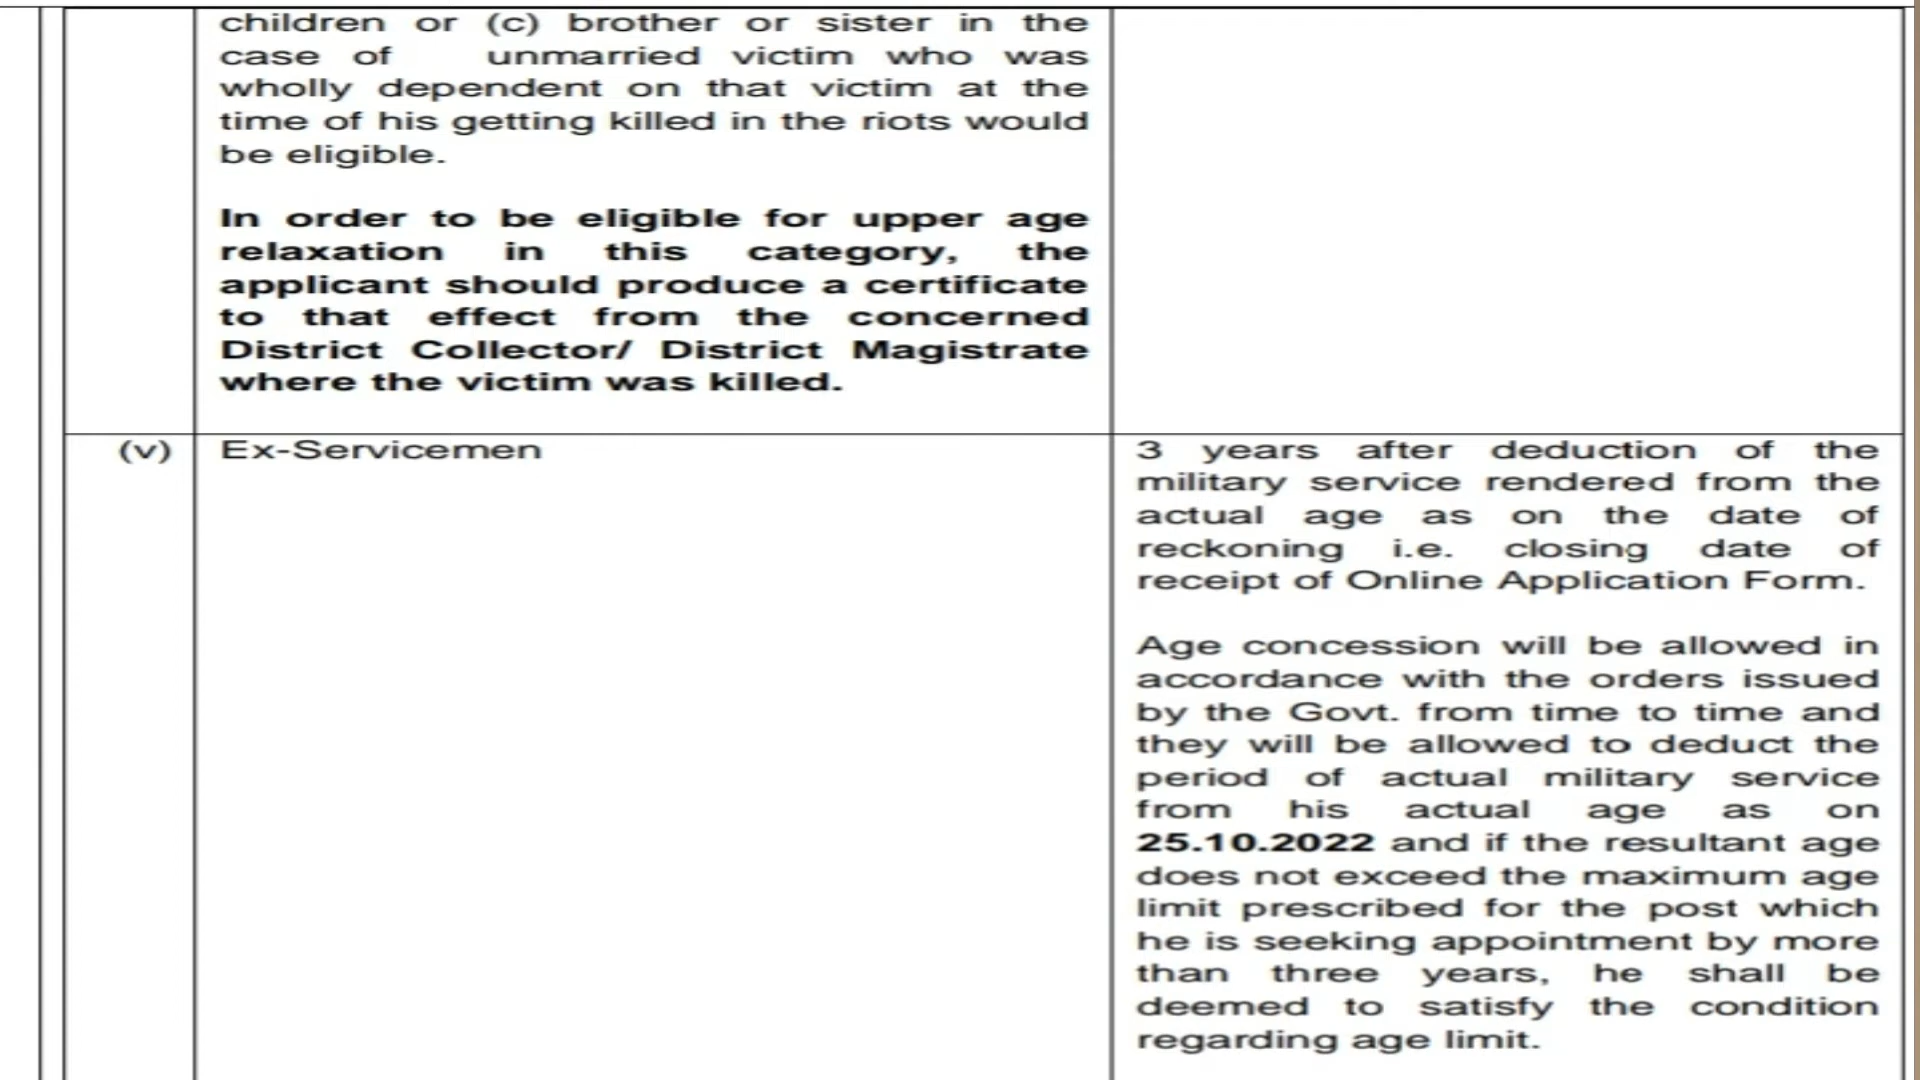 children or (c) brother or sister in the
case of unmarried victim who was
wholly dependent on that victim at the
time of his getting killed in the riots would
be eligible.
In order to be eligible for upper age
relaxation in this category, the
applicant should produce a certificate
to that effect from the concerned
District Collector/ District Magistrate
where the victim was killed.
(v) Ex-Servicemen
3 years after deduction of the
military service rendered from the
actual age as on the date of
reckoning i.e. closing date of
receipt of Online Application Form.
Age concession will be allowed in
accordance with the orders issued
by the Govt. from time to time and
they will be allowed to deduct the
period of actual military service
from his actual age as on
25.10.2022 and if the resultant age
does not exceed the maximum age
limit prescribed for the post which
he is seeking appointment by more
than three years, he shall be
deemed to satisfy the condition
regarding age limit.